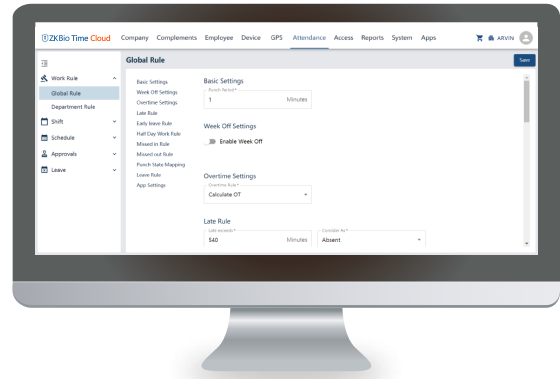 ZKBio Time Cloud
Company Complements Employee Device GPS Attendance Access Reports System Apps
ARVIN
Global Rule
Save
Work Rule
Global Rule
Department Rule
Shift
Schedule
Approvals
Leave
Basic Settings
Week Off Settings
Overtime Settings
Late Rule
Early leave Rule
Half Day Work Rule
Missed in Rule
Missed out Rule
Punch State Mapping
Leave Rule
App Settings
Basic Settings
Punch Period*
1 Minutes
Week Off Settings
Enable Week Off
Overtime Settings
Overtime Rule*
Calculate OT
Late Rule
Late Exceeds* Consider As*
540 Minutes Absent